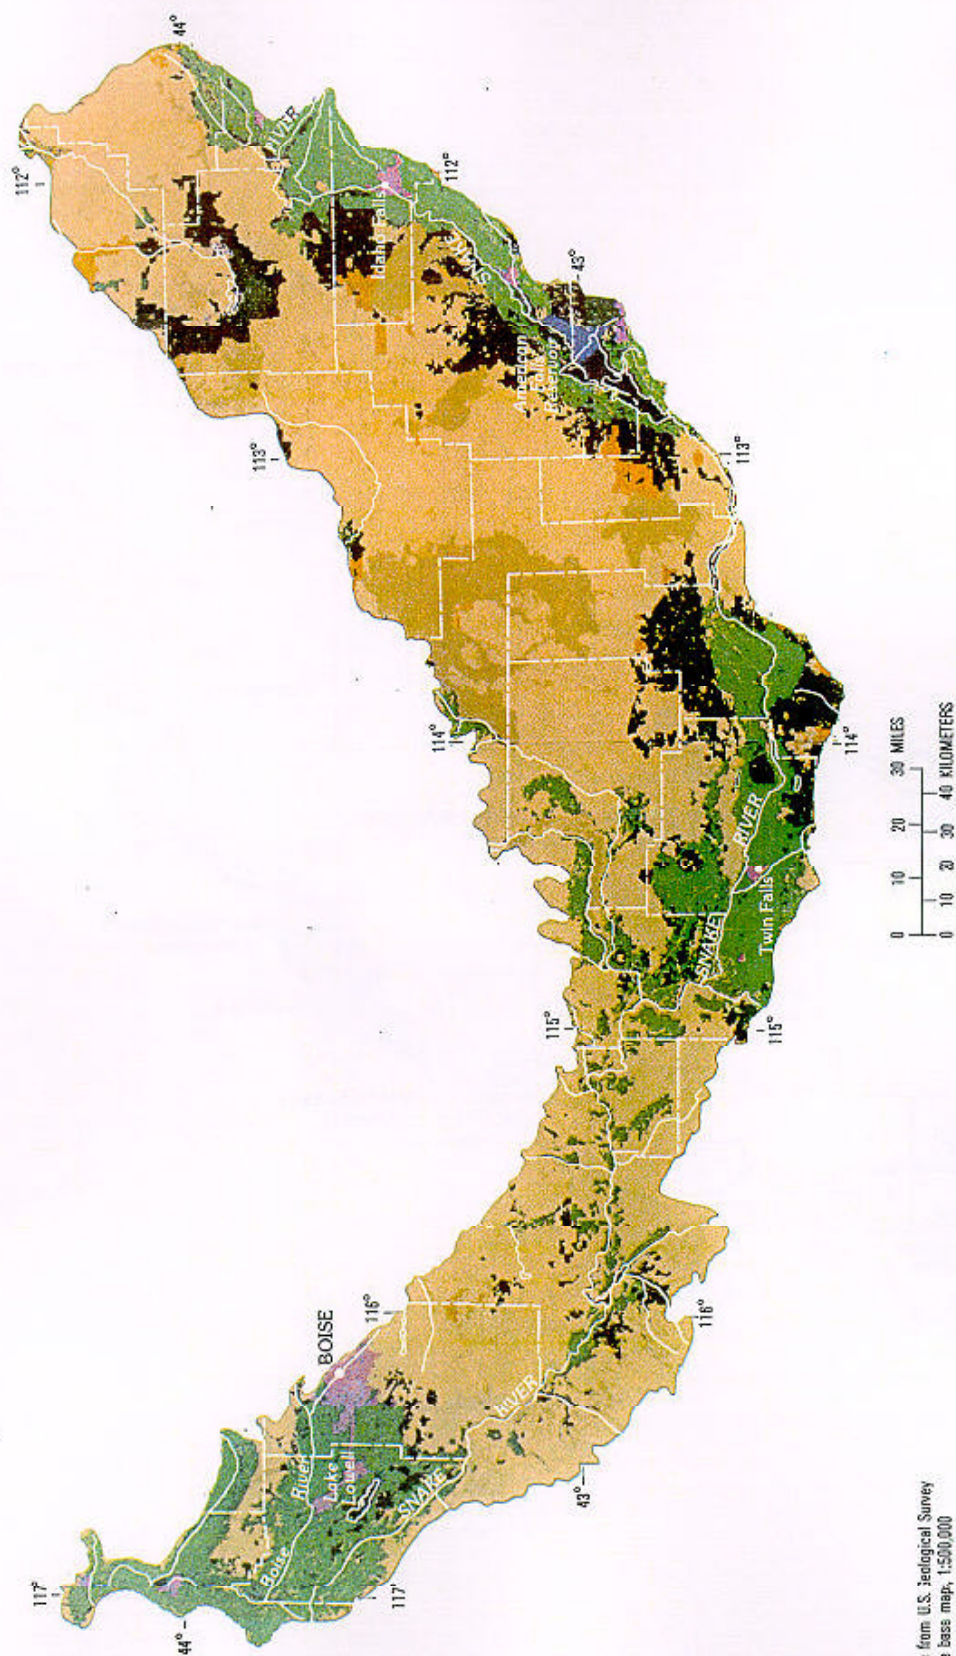 44°
112°
RIVER
Idaho Falls
112°
SNAKE
43°
American
Falls
Reservoir
113°
113°
114°
114°
RIVER
SNAKE
Twin Falls
0 10 20 30 MILES
0 10 20 30 40 KILOMETERS
115°
115°
116°
BOISE
116°
RIVER
River
Lake
Lowell
SNAKE
Boise
43°
117°
117°
44°
from U.S. Geological Survey
base map, 1:500,000